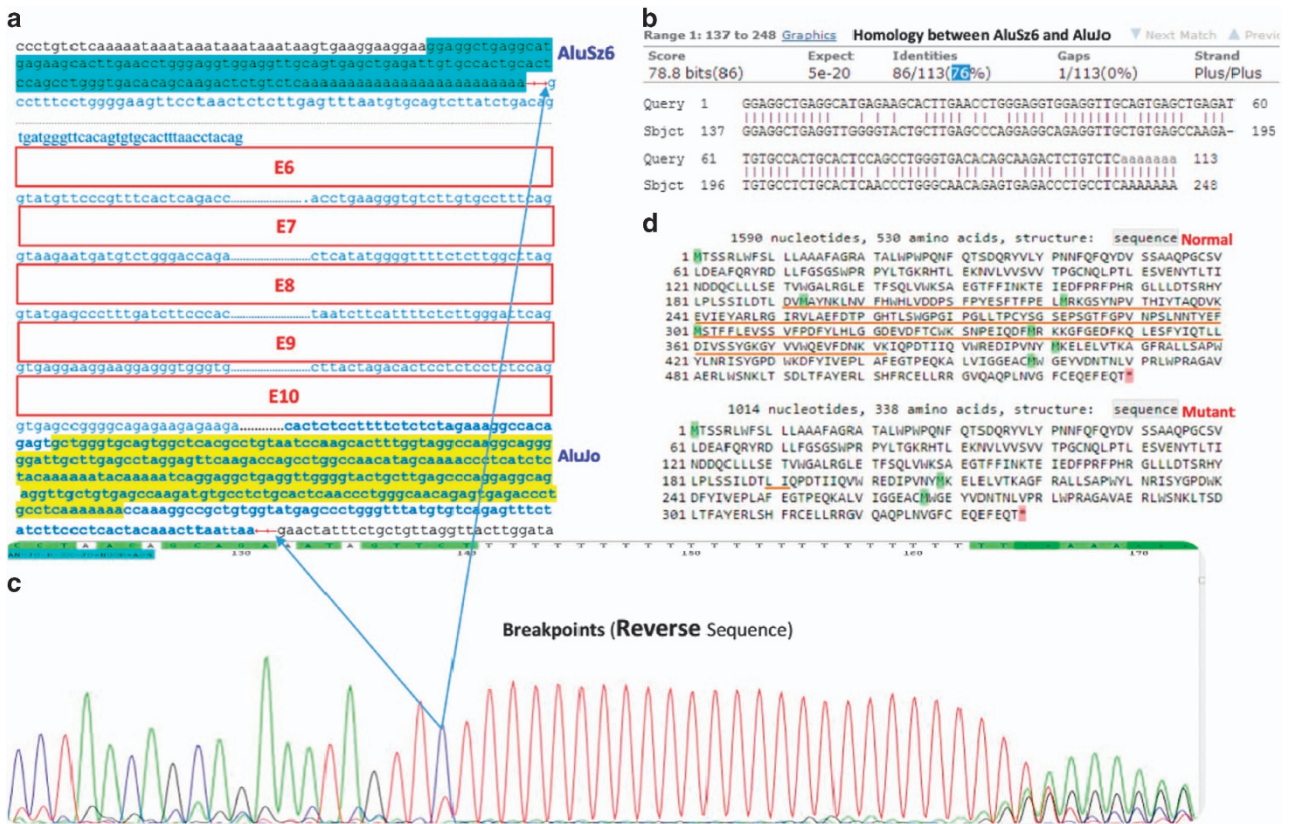 a
ccctgtctcaaaaataaataaataaataaataagtgaaggaaggaaggaggctgaggcat
AluSz6
gagaagcacttgaacctgggaggtggaggttgcagtgagctgagattgtgccactgcact
ccagcctgggtgacacagcaagactctgtctcaaaaaaaaaaaaaaaaaaaaaaaaa g
cctttcctggggaagttcctaactctcttgagtttaatgtgcagtcttatctgacag
tgatgggttcacagtgtgcactttaacctacag
E6
gtatgttcccgtttcactcagacc.....................acctgaagggtgtcttgtgcctttcag
E7
gtaagaatgatgtctgggaccaga.....................ctcatatggggttttctcttggcttag
E8
gtatgagccctttgatcttcccac.....................taatcttcattttctcttgggattcag
E9
gtgaggaaggaaggagggtgggtg.....................cttactagacactcctctcctctccag
E10
gtgagccggggcagagaagagaaga...........cactctccttttctctctagaaaggccaca
gagtgctgggtgcagtggctcacgcctgtaatccaagcactttggtaggccaaggcaggg
AluJo
ggattgcttgagcctaggagttcaagaccagcctggccaacatagcaaaaccctcatctc
tacaaaaaatacaaaaatcaggaggctgaggttggggtactgcttgagcccaggaggcag
aggttgctgtgagccaagatgtgcctctgcactcaaccctgggcaacagagtgagaccct
gcctcaaaaaaaccaaaggccgctgtggtatgagccctgggtttatgtgtcagagtttct
atcttccctcactacaaacttaattaa gaactatttctgctgttaggttacttggata
b
Range 1: 137 to 248 Graphics Homology between AluSz6 and AluJo Next Match
Score Expect Identities Gaps Strand
78.8 bits(86) 5e-20 86/113(76%) 1/113(0%) Plus/Plus
Query 1 GGAGGCTGAGGCATGAGAAGCACTTGAACCTGGGAGGTGGAGGTTGCAGTGAGCTGAGAT 60
Sbjct 137 GGAGGCTGAGGTTGGGGTACTGCTTGAGCCCAGGAGGCAGAGGTTGCTGTGAGCCAAGA- 195
Query 61 TGTGCCACTGCACTCCAGCCTGGGTGACACAGCAAGACTCTGTCTCaaaaaaa 113
Sbjct 196 TGTGCCTCTGCACTCAACCCTGGGCAACAGAGTGAGACCCTGCCTCAAAAAAA 248
d
1590 nucleotides, 530 amino acids, structure: sequence Normal
1 MTSSRLWFSL LLAAAFAGRA TALWPWPQNF QTSDQRYVLY PNNFQFQYDV SSAAQPGCSV
61 LDEAFQRYRD LLFGSGSWPR PYLTGKRHTL EKNVLVVSVV TPGCNQLPTL ESVENYTLTI
121 NDDQCLLLSE TVWGALRGLE TFSQLVWKSA EGTFFINKTE IEDFPRFPHR GLLLDTSRHY
181 LPLSSILDTL DVMAYNKLNV FHWHLVDDPS FPYESFTFPE LMRKGSYNPV THIYTAQDVK
241 EVIEYARLRG IRVLAEFDTP GHTLSWGPGI PGLLTPCYSG SEPSGTFGPV NPSLNNTYEF
301 MSTFFLEVSS VFPDFYLHLG GDEVDFTCWK SNPEIQDFMR KKGFGEDFKQ LESFYIQTLL
361 DIVSSYGKGY VVWQEVFDNK VKIQPDTIIQ VWREDIPVNY MKELELVTKA GFRALLSAPW
421 YLNRISYGPD WKDFYIVEPL AFEGTPEQKA LVIGGEACMW GEYVDNTNLV PRLWPRAGAV
481 AERLWSNKLT SDLTFAYERL SHFRCELLRR GVQAQPLNVG FCEQEFEQT*
1014 nucleotides, 338 amino acids, structure: sequence Mutant
1 MTSSRLWFSL LLAAAFAGRA TALWPWPQNF QTSDQRYVLY PNNFQFQYDV SSAAQPGCSV
61 LDEAFQRYRD LLFGSGSWPR PYLTGKRHTL EKNVLVVSVV TPGCNQLPTL ESVENYTLTI
121 NDDQCLLLSE TVWGALRGLE TFSQLVWKSA EGTFFINKTE IEDFPRFPHR GLLLDTSRHY
181 LPLSSILDTL IQPDTIIQVW REDIPVNYMK ELELVTKAGF RALLSAPWYL NRISYGPDWK
241 DFYIVEPLAF EGTPEQKALV IGGEACMWGE YVDNTNLVPR LWPRAGAVAE RLWSNKLTSD
301 LTFAYERLSH FRCELLRRGV QAQPLNVGFC EQEFEQT*
c
C C T A A C A G C A G A A T A G T T C T T T T T T T T T T T T T T T T T T T T T T
130 140 150 160 170
Breakpoints (Reverse Sequence)